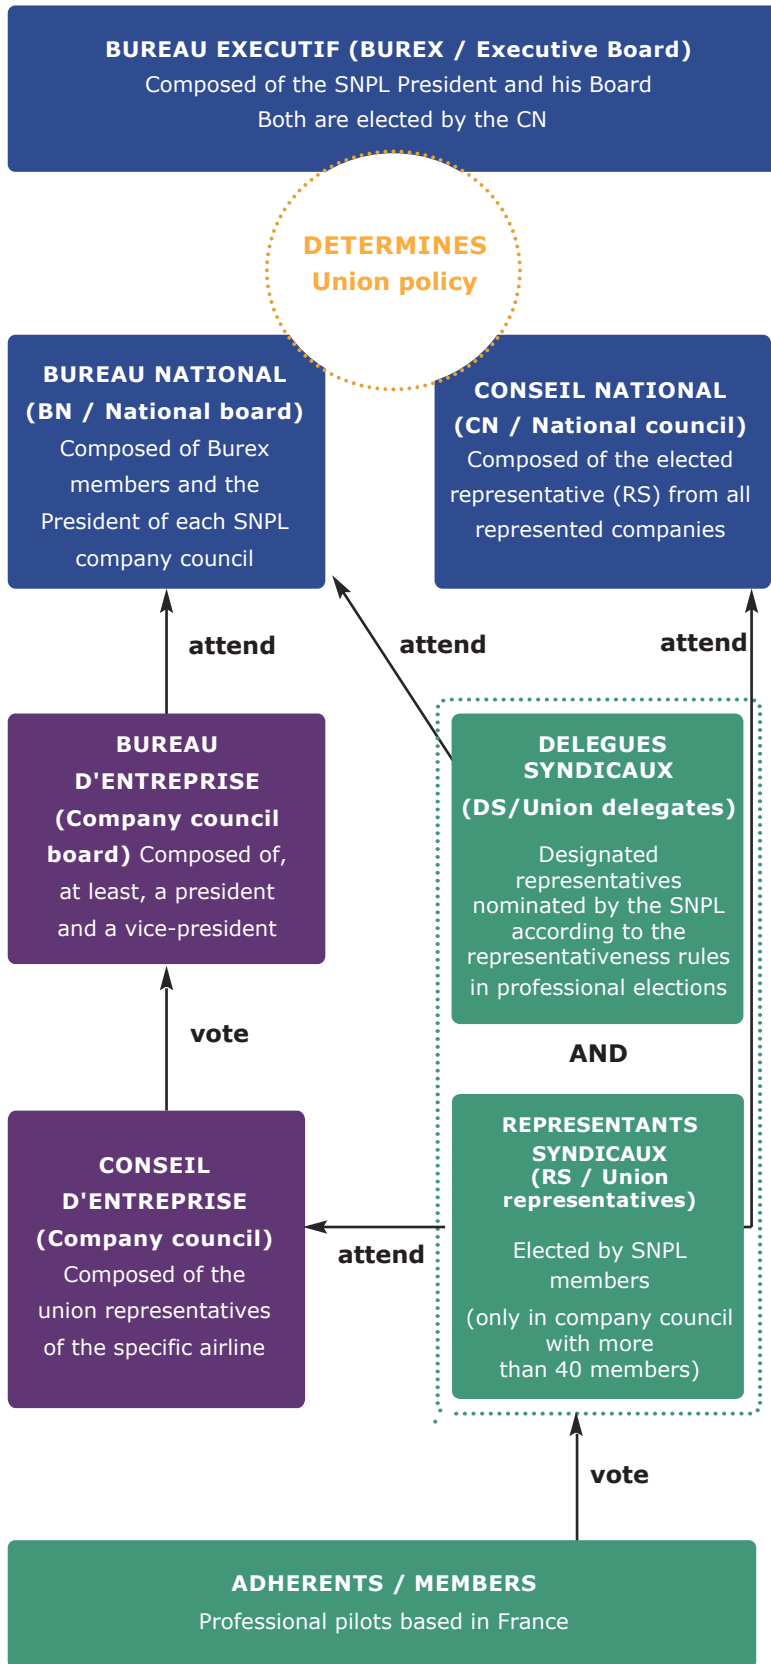 BUREAU EXECUTIF (BUREX / Executive Board)
Composed of the SNPL President and his Board
Both are elected by the CN
DETERMINES
Union policy
BUREAU NATIONAL
(BN / National board)
Composed of Burex
members and the
President of each SNPL
company council
CONSEIL NATIONAL
(CN / National council)
Composed of the elected
representative (RS) from all
represented companies
attend
attend
attend
BUREAU
D'ENTREPRISE
(Company council
board) Composed of,
at least, a president
and a vice-president
DELEGUES
SYNDICAUX
(DS/Union delegates)
Designated
representatives
nominated by the SNPL
according to the
representativeness rules
in professional elections
vote
AND
CONSEIL
D'ENTREPRISE
(Company council)
Composed of the
union representatives
of the specific airline
attend
REPRESENTANTS
SYNDICAUX
(RS / Union
representatives)
Elected by SNPL
members
(only in company council
with more
than 40 members)
vote
ADHERENTS / MEMBERS
Professional pilots based in France